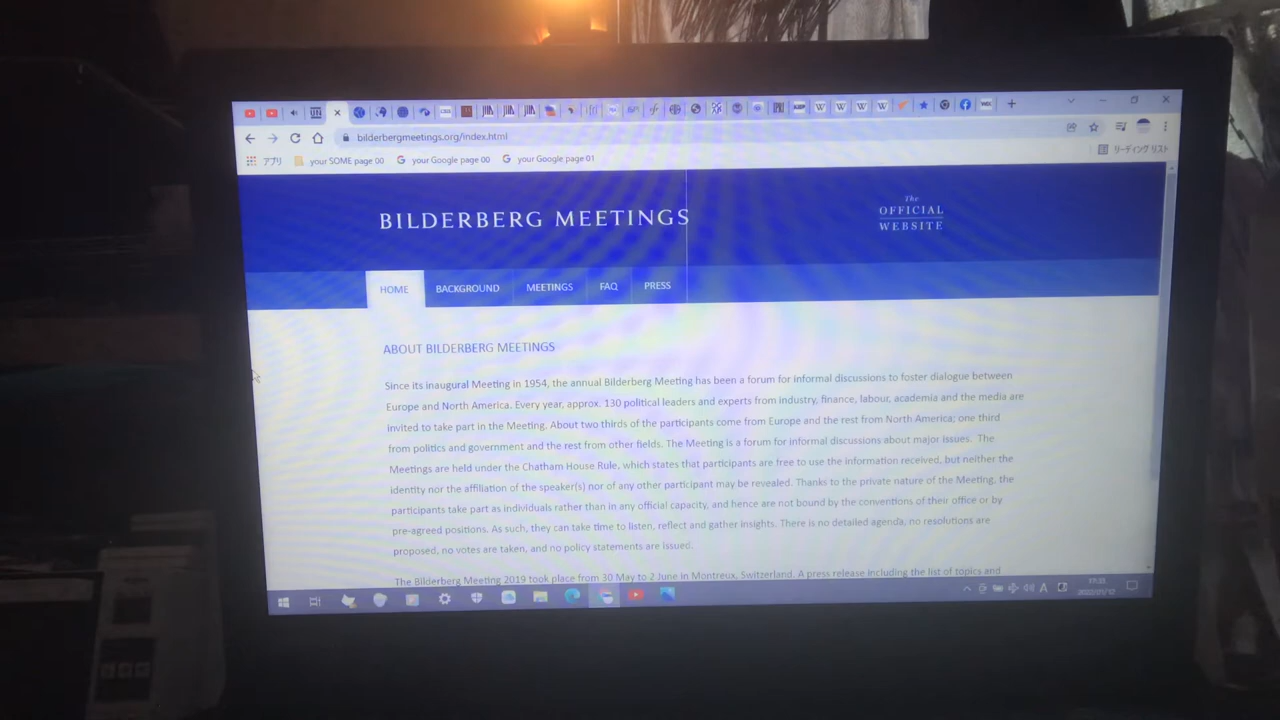 bilderbergmeetings.org/index.html
アプリ your SOME page 00 your Google page 00 your Google page 01 リーディング リスト
BILDERBERG MEETINGS
The
OFFICIAL
WEBSITE
HOME BACKGROUND MEETINGS FAQ PRESS
ABOUT BILDERBERG MEETINGS
Since its inaugural Meeting in 1954, the annual Bilderberg Meeting has been a forum for informal discussions to foster dialogue between
Europe and North America. Every year, approx. 130 political leaders and experts from industry, finance, labour, academia and the media are
invited to take part in the Meeting. About two thirds of the participants come from Europe and the rest from North America; one third
from politics and government and the rest from other fields. The Meeting is a forum for informal discussions about major issues. The
Meetings are held under the Chatham House Rule, which states that participants are free to use the information received, but neither the
identity nor the affiliation of the speaker(s) nor of any other participant may be revealed. Thanks to the private nature of the Meeting, the
participants take part as individuals rather than in any official capacity, and hence are not bound by the conventions of their office or by
pre-agreed positions. As such, they can take time to listen, reflect and gather insights. There is no detailed agenda, no resolutions are
proposed, no votes are taken, and no policy statements are issued.
The Bilderberg Meeting 2019 took place from 30 May to 2 June in Montreux, Switzerland. A press release including the list of topics and
A
2022/01/12